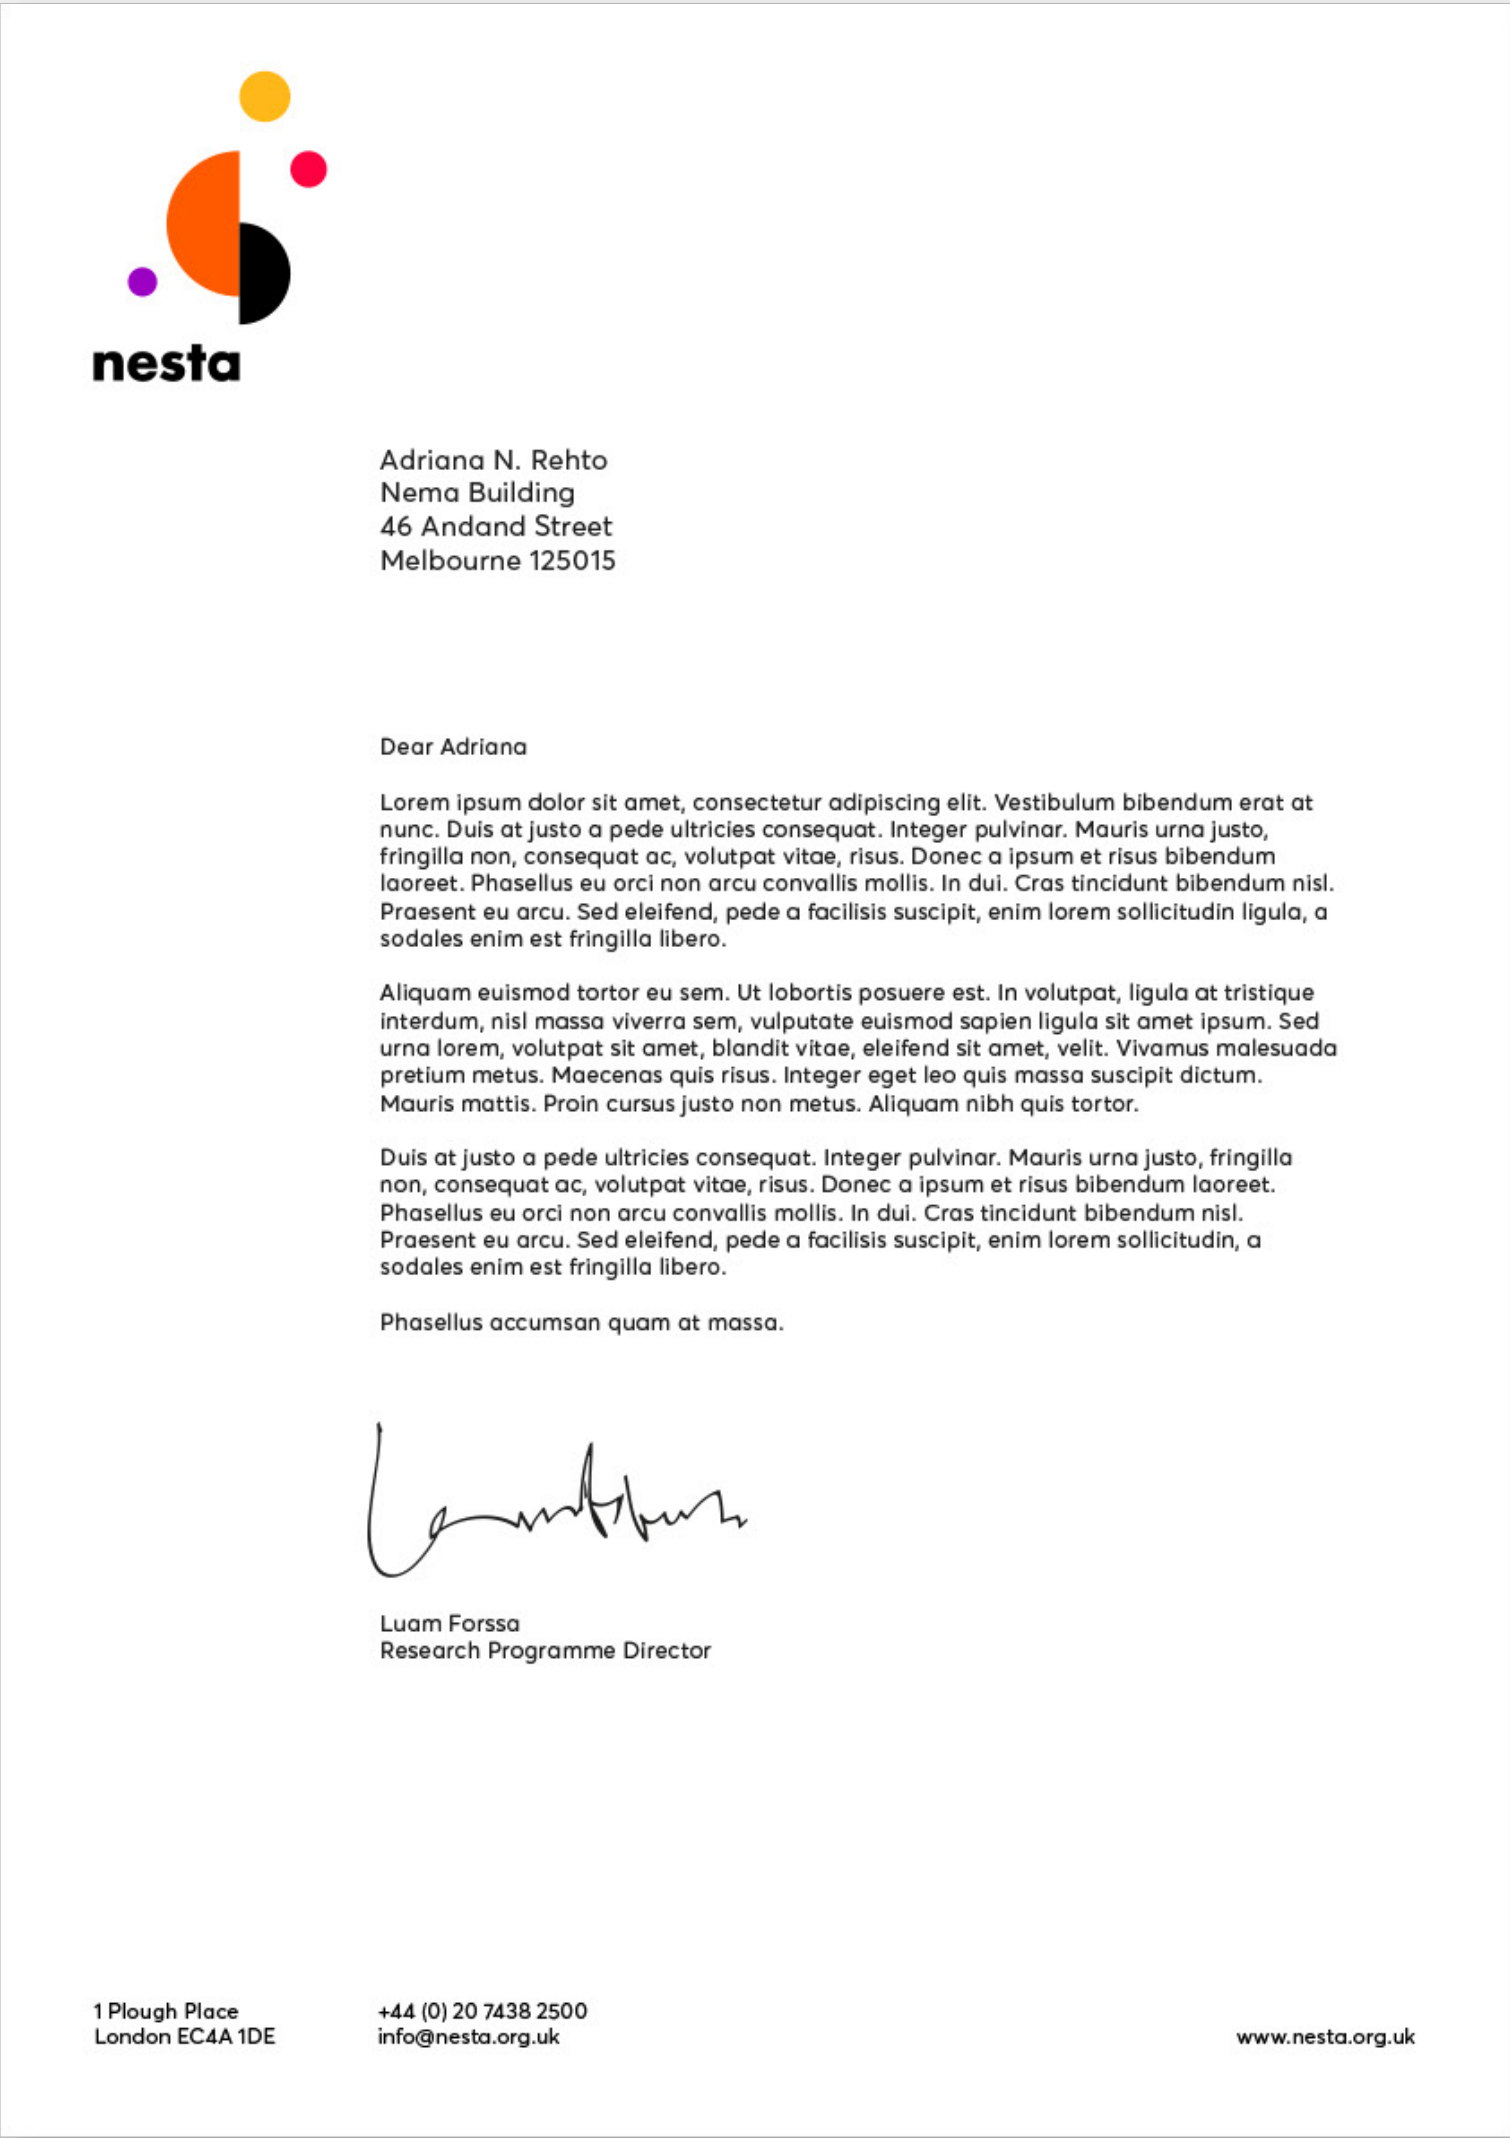 nesta
Adriana N. Rehto
Nema Building
46 Andand Street
Melbourne 125015
Dear Adriana
Lorem ipsum dolor sit amet, consectetur adipiscing elit. Vestibulum bibendum erat at
nunc. Duis at justo a pede ultricies consequat. Integer pulvinar. Mauris urna justo,
fringilla non, consequat ac, volutpat vitae, risus. Donec a ipsum et risus bibendum
laoreet. Phasellus eu orci non arcu convallis mollis. In dui. Cras tincidunt bibendum nisl.
Praesent eu arcu. Sed eleifend, pede a facilisis suscipit, enim lorem sollicitudin ligula, a
sodales enim est fringilla libero.
Aliquam euismod tortor eu sem. Ut lobortis posuere est. In volutpat, ligula at tristique
interdum, nisl massa viverra sem, vulputate euismod sapien ligula sit amet ipsum. Sed
urna lorem, volutpat sit amet, blandit vitae, eleifend sit amet, velit. Vivamus malesuada
pretium metus. Maecenas quis risus. Integer eget leo quis massa suscipit dictum.
Mauris mattis. Proin cursus justo non metus. Aliquam nibh quis tortor.
Duis at justo a pede ultricies consequat. Integer pulvinar. Mauris urna justo, fringilla
non, consequat ac, volutpat vitae, risus. Donec a ipsum et risus bibendum laoreet.
Phasellus eu orci non arcu convallis mollis. In dui. Cras tincidunt bibendum nisl.
Praesent eu arcu. Sed eleifend, pede a facilisis suscipit, enim lorem sollicitudin, a
sodales enim est fringilla libero.
Phasellus accumsan quam at massa.
Luam Forssa
Research Programme Director
1 Plough Place
London EC4A 1DE
+44 (0) 20 7438 2500
info@nesta.org.uk
www.nesta.org.uk